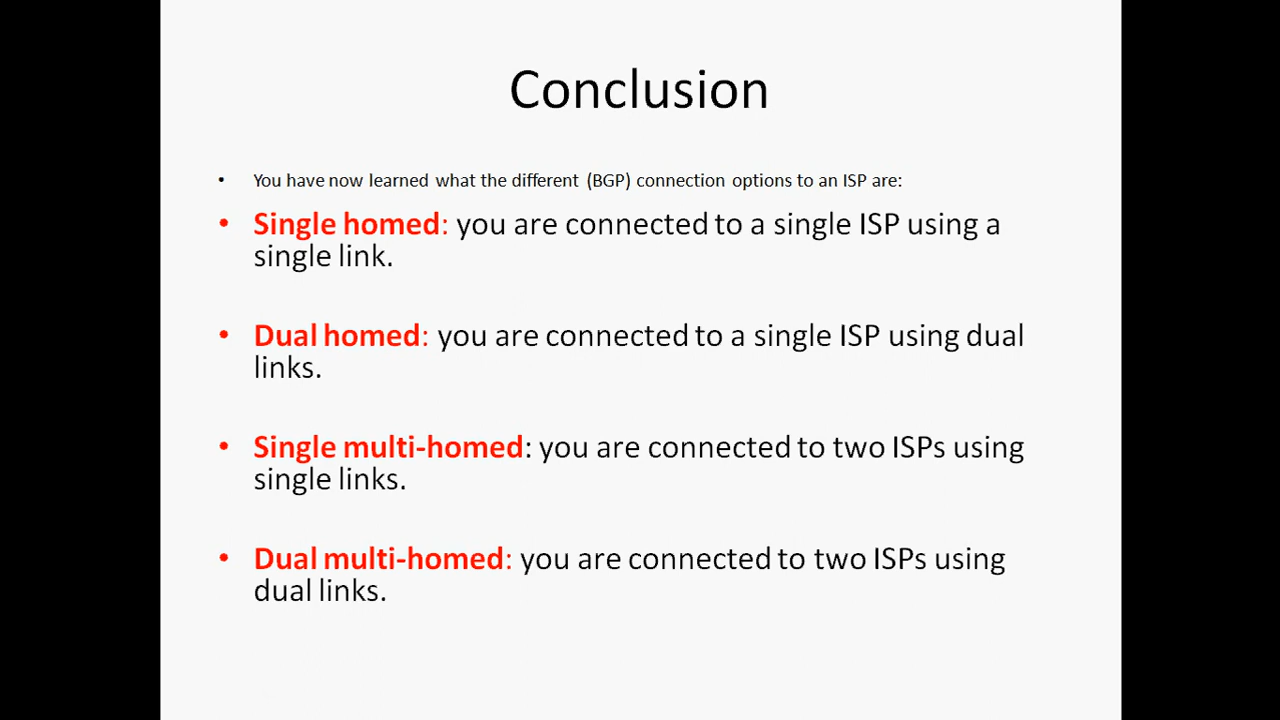 Conclusion
• You have now learned what the different (BGP) connection options to an ISP are:
• Single homed: you are connected to a single ISP using a
single link.
• Dual homed: you are connected to a single ISP using dual
links.
• Single multi-homed: you are connected to two ISPs using
single links.
• Dual multi-homed: you are connected to two ISPs using
dual links.